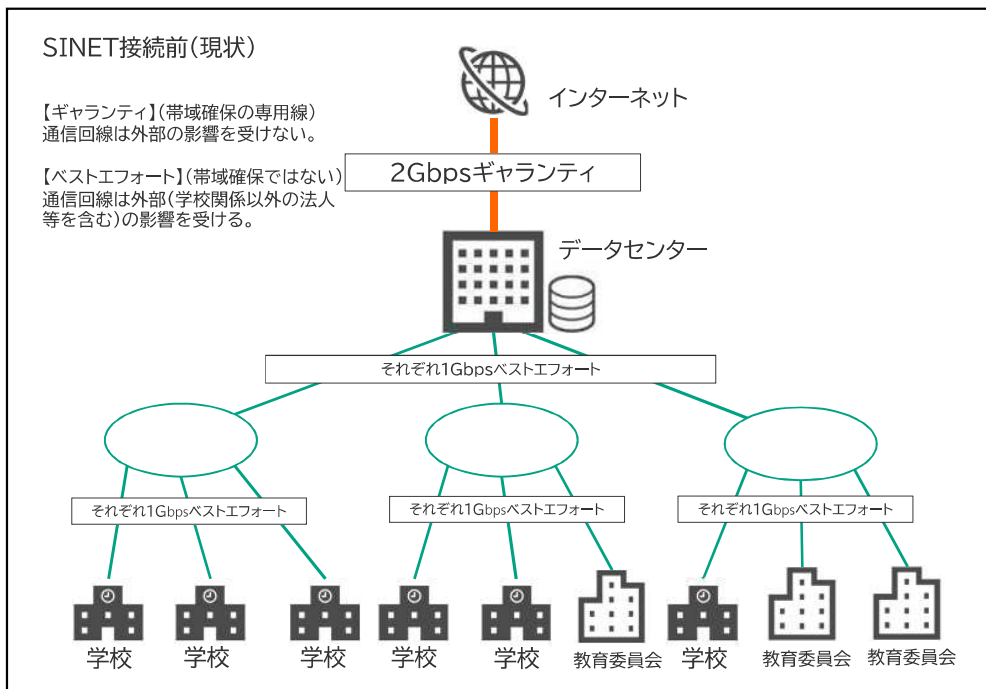 SINET接続前(現状)
インターネット
【ギャランティ】(帯域確保の専用線)
通信回線は外部の影響を受けない。
【ベストエフォート】(帯域確保ではない)
通信回線は外部(学校関係以外の法人
等を含む)の影響を受ける。
2Gbpsギャランティ
データセンター
それぞれ1Gbpsベストエフォート
それぞれ1Gbpsベストエフォート
それぞれ1Gbpsベストエフォート
それぞれ1Gbpsベストエフォート
学校
学校
学校
学校
学校
教育委員会
学校
教育委員会
教育委員会